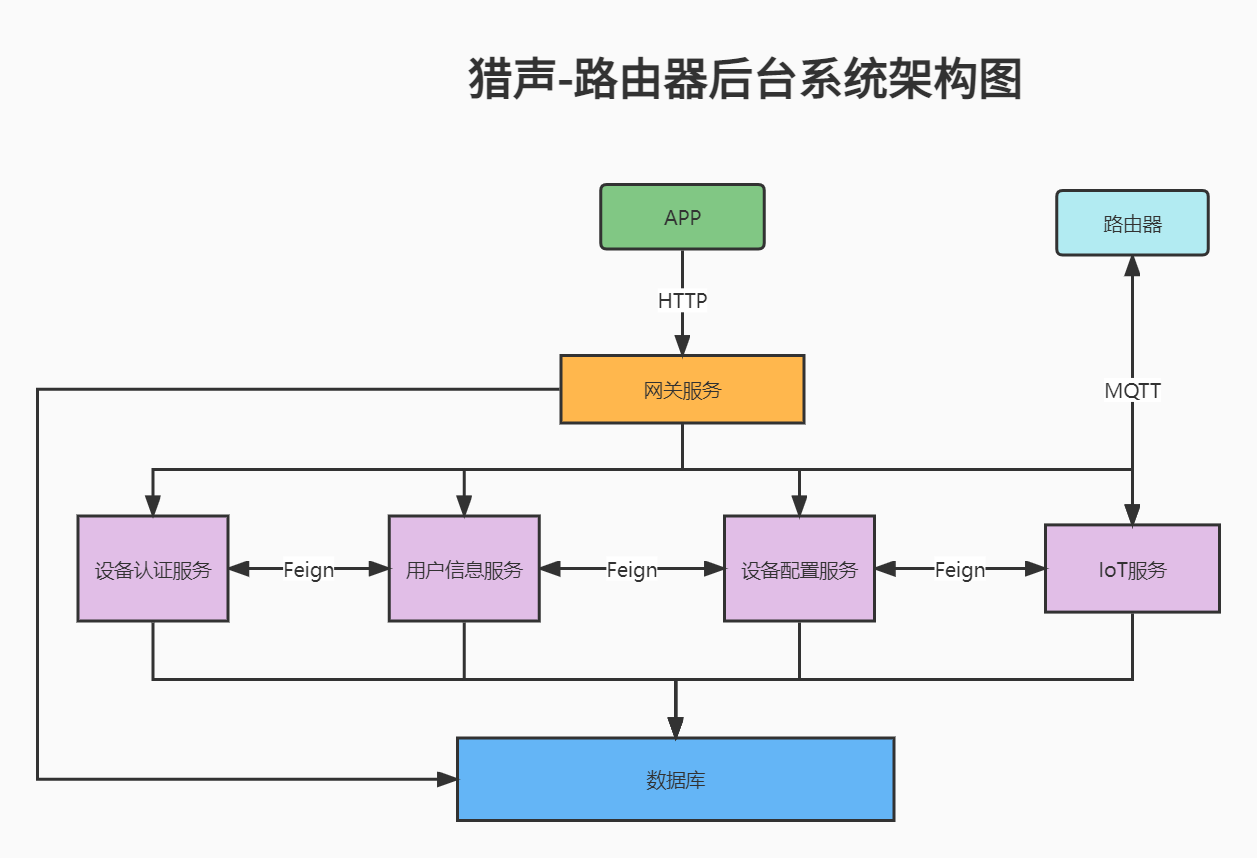 猎声-路由器后台系统架构图
APP
路由器
HTTP
网关服务
MQTT
设备认证服务
Feign
用户信息服务
Feign
设备配置服务
Feign
IoT服务
数据库